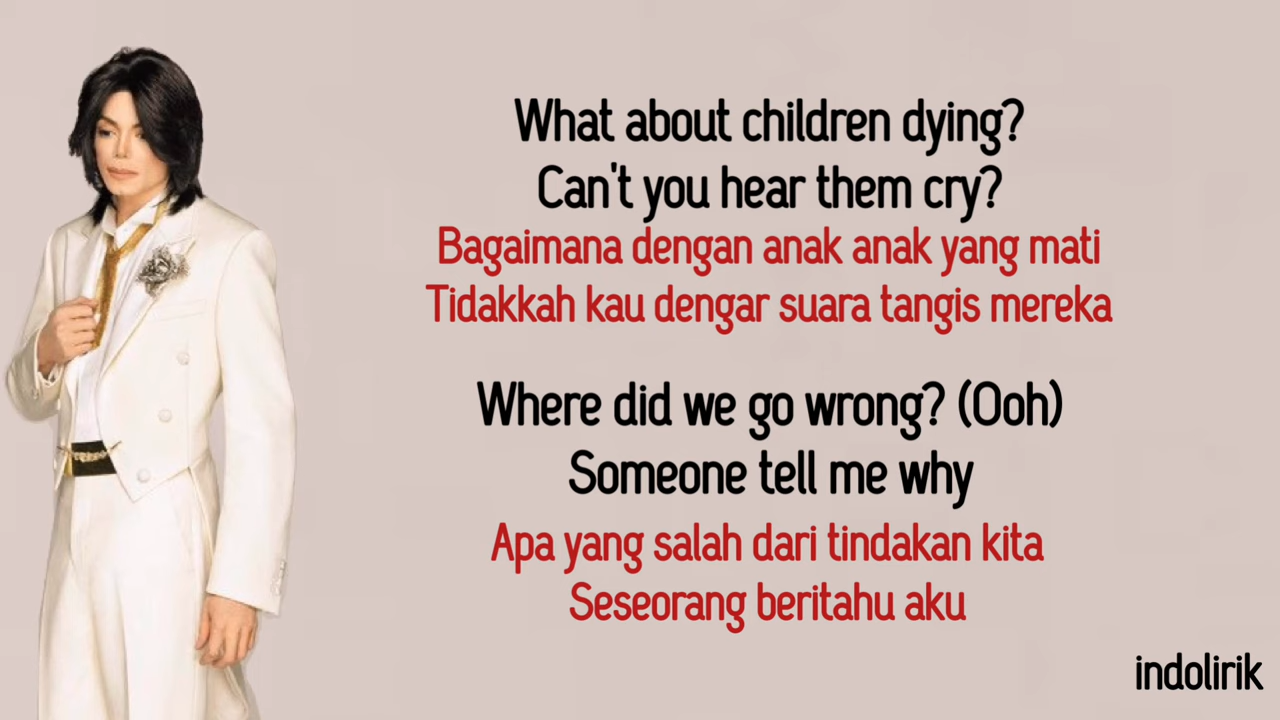 What about children dying?
Can't you hear them cry?
Bagaimana dengan anak anak yang mati
Tidakkah kau dengar suara tangis mereka
Where did we go wrong? (Ooh)
Someone tell me why
Apa yang salah dari tindakan kita
Seseorang beritahu aku
indolirik